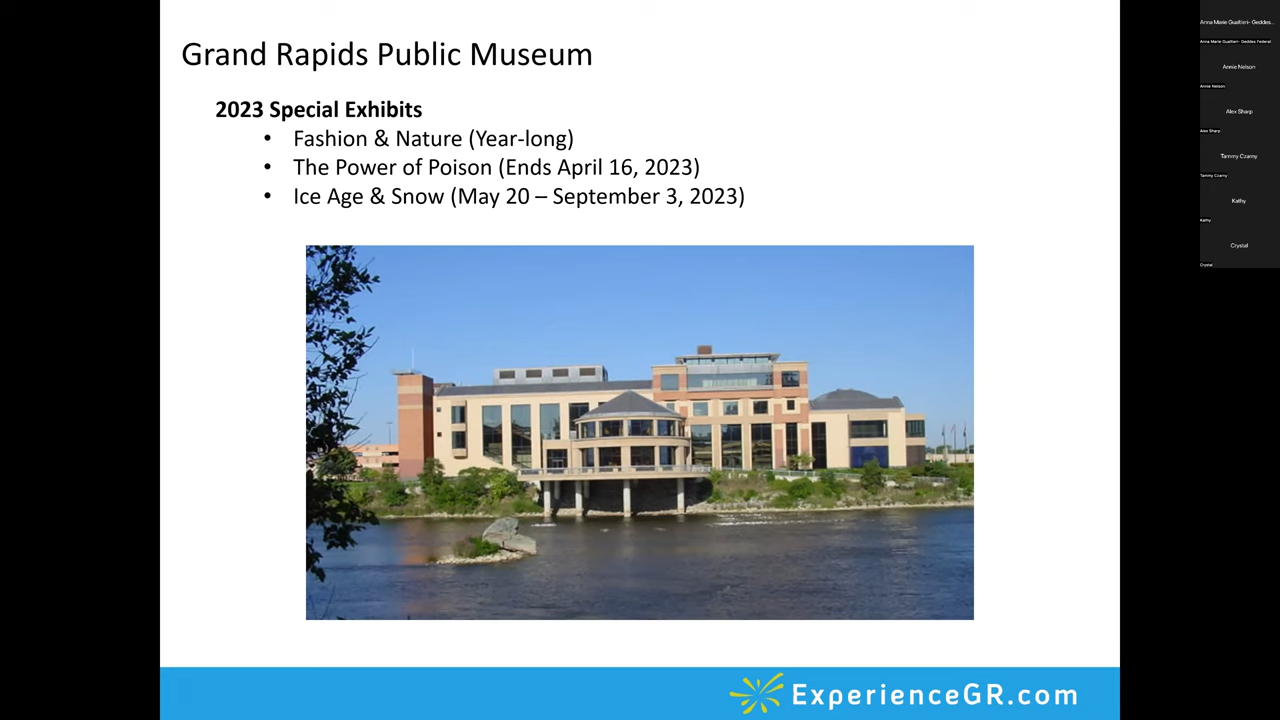 Grand Rapids Public Museum
2023 Special Exhibits
• Fashion & Nature (Year-long)
• The Power of Poison (Ends April 16, 2023)
• Ice Age & Snow (May 20 – September 3, 2023)
ExperienceGR.com
Anna Marie Gualtieri- Geddes...
Anna Marie Gualtieri- Geddes Federal
Annie Nelson
Annie Nelson
Alex Sharp
Alex Sharp
Tammy Czarny
Tammy Czarny
Kathy
Kathy
Crystal
Crystal